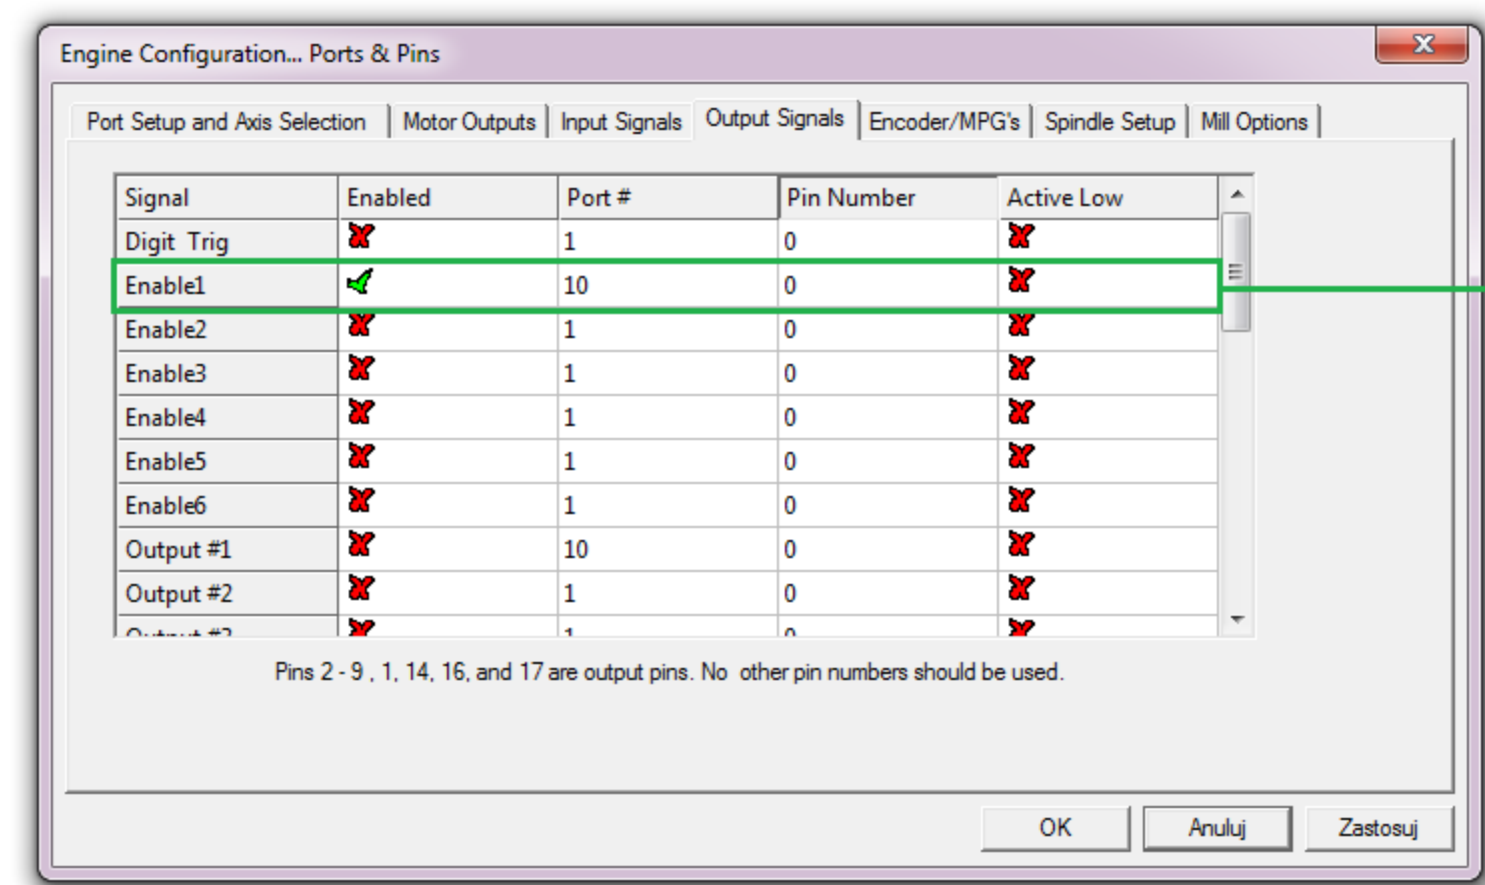 Engine Configuration... Ports & Pins
Port Setup and Axis Selection Motor Outputs Input Signals Output Signals Encoder/MPG's Spindle Setup Mill Options
Signal Enabled Port # Pin Number Active Low
Digit Trig 1 0
Enable1 10 0
Enable2 1 0
Enable3 1 0
Enable4 1 0
Enable5 1 0
Enable6 1 0
Output #1 10 0
Output #2 1 0
Output #3 1 0
Pins 2 - 9 , 1, 14, 16, and 17 are output pins. No other pin numbers should be used.
OK Anuluj Zastosuj